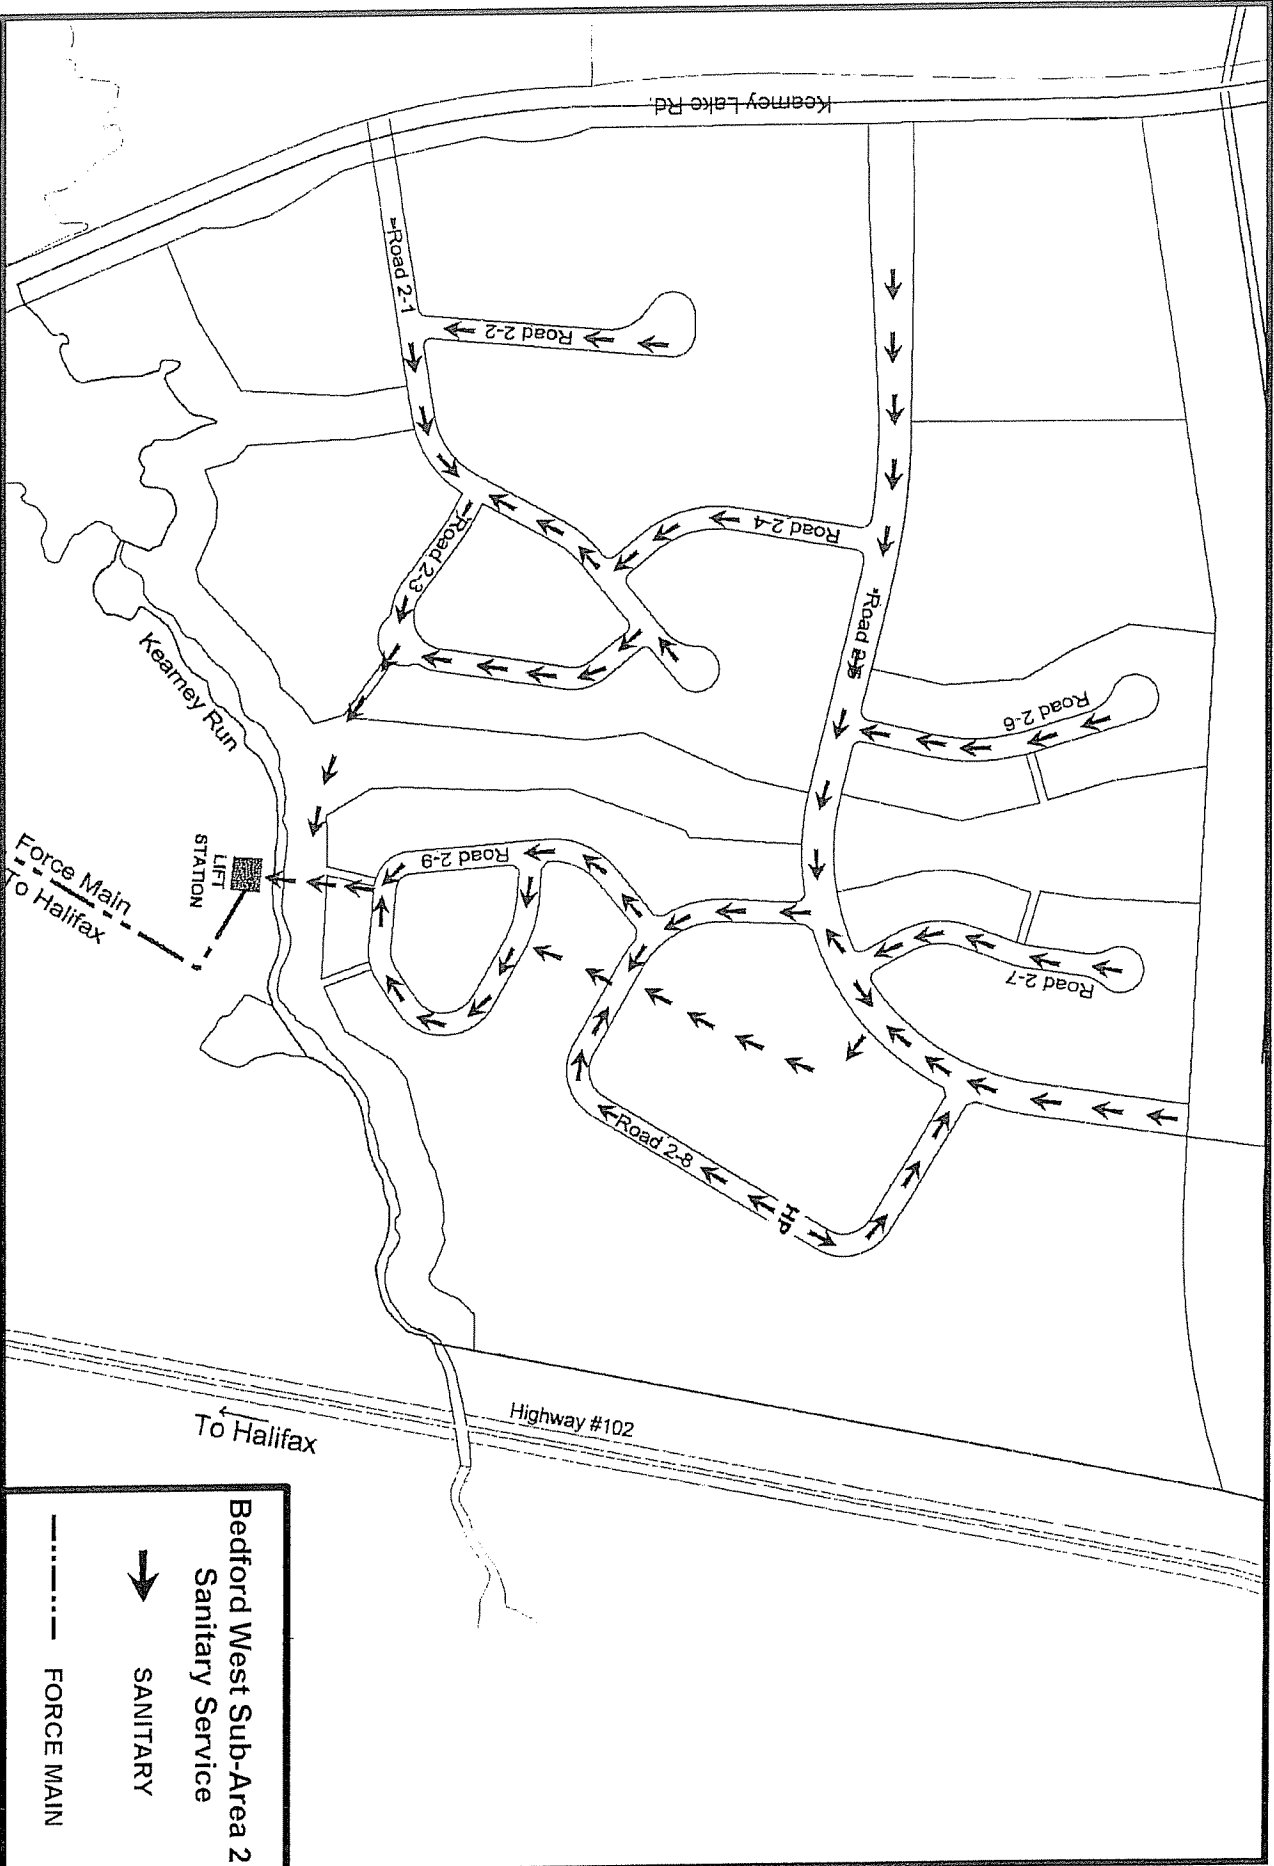 Kearney Lake Rd.
Road 2-1
Road 2-2
Road 2-3
Road 2-4
Road 2-6
Road 2-7
Road 2-8
HP
Road 2-9
Kearney Run
LIFT
STATION
Force Main
To Halifax
Highway #102
To Halifax
Bedford West Sub-Area 2
Sanitary Service
SANITARY
FORCE MAIN